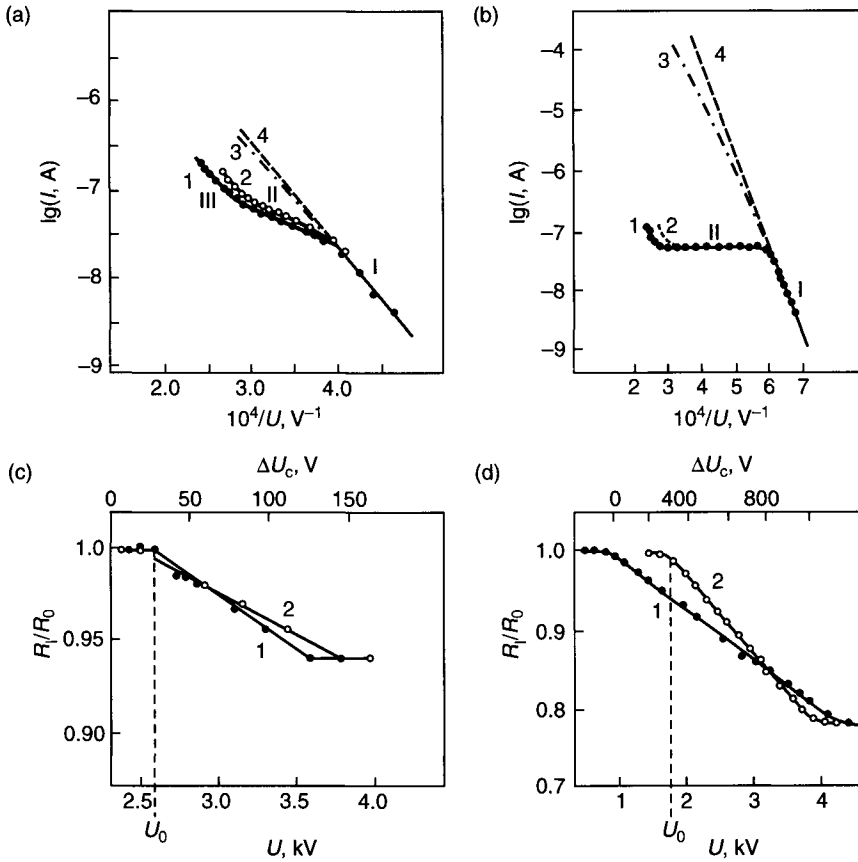 (a)
−6
−7
−8
−9
lg(I, A)
1
2
3
4
I
II
III
2.0 3.0 4.0
10⁴/U, V⁻¹
(b)
−4
−5
−6
−7
−8
−9
lg(I, A)
3
4
1
2
II
I
2 3 4 5 6 7
10⁴/U, V⁻¹
(c)
ΔU_c, V
0 50 100 150
1.0
0.95
0.90
R_i/R_0
2
1
2.5 3.0 3.5 4.0
U_0
U, kV
(d)
ΔU_c, V
0 400 800
1.0
0.9
0.8
0.7
R_i/R_0
2
1
1 2 3 4
U_0
U, kV